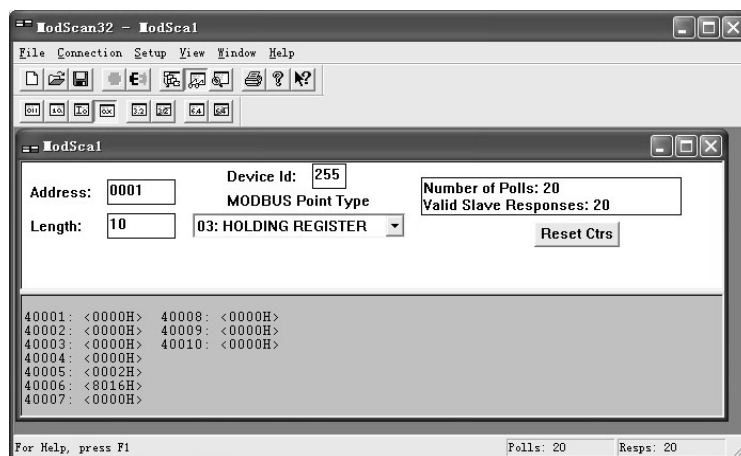 ModScan32 - ModSca1
File Connection Setup View Window Help
ModSca1
Address: 0001
Device Id: 255
MODBUS Point Type
Length: 10
03: HOLDING REGISTER
Number of Polls: 20
Valid Slave Responses: 20
Reset Ctrs
40001: <0000H> 40008: <0000H>
40002: <0000H> 40009: <0000H>
40003: <0000H> 40010: <0000H>
40004: <0000H>
40005: <0002H>
40006: <8016H>
40007: <0000H>
For Help, press F1
Polls: 20
Resps: 20